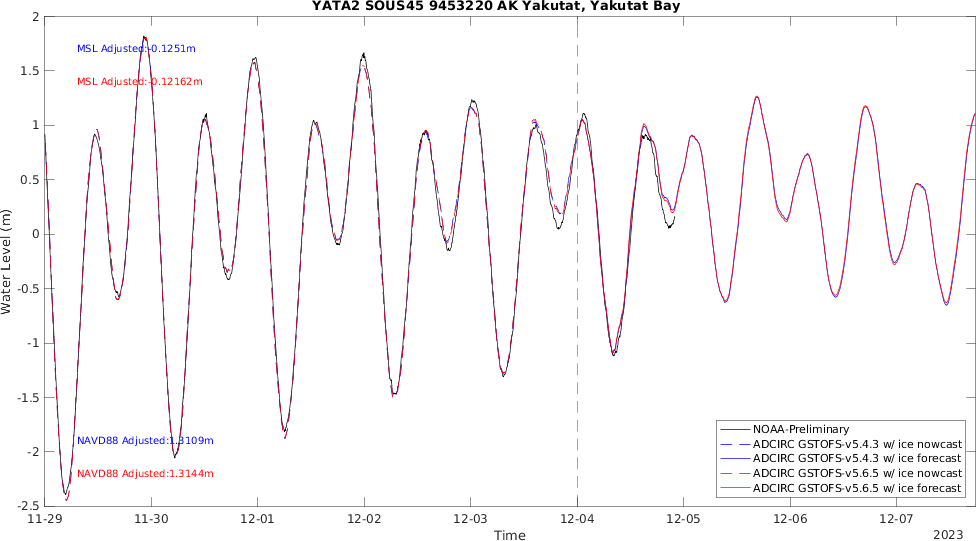 YATA2 SOUS45 9453220 AK Yakutat, Yakutat Bay
2
1.5
1
0.5
0
-0.5
-1
-1.5
-2
-2.5
Water Level (m)
MSL Adjusted:-0.1251m
MSL Adjusted:-0.12162m
NAVD88 Adjusted:1.3109m
NAVD88 Adjusted:1.3144m
NOAA-Preliminary
ADCIRC GSTOFS-v5.4.3 w/ ice nowcast
ADCIRC GSTOFS-v5.4.3 w/ ice forecast
ADCIRC GSTOFS-v5.6.5 w/ ice nowcast
ADCIRC GSTOFS-v5.6.5 w/ ice forecast
11-29 11-30 12-01 12-02 12-03 12-04 12-05 12-06 12-07
Time
2023